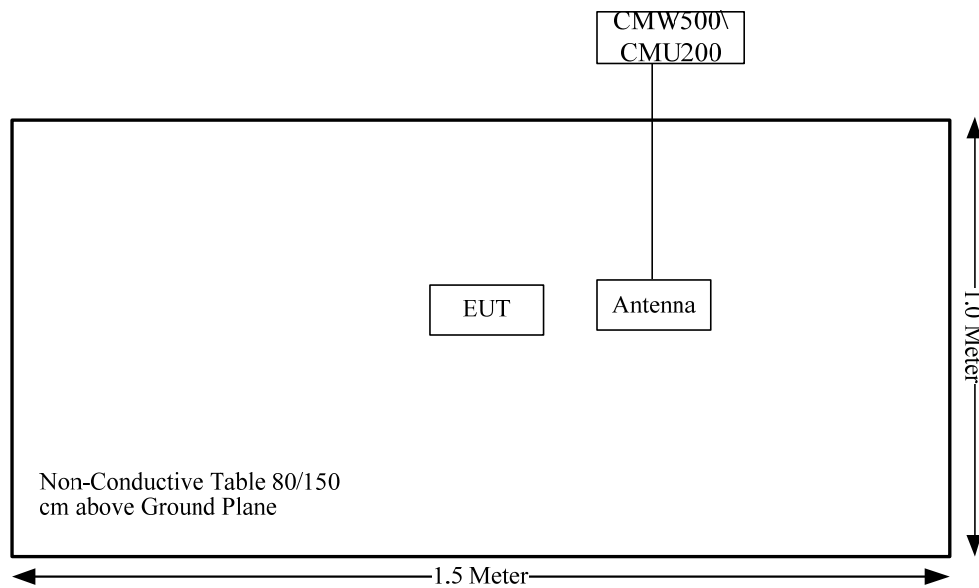 CMW500\
CMU200
EUT
Antenna
1.0 Meter
Non-Conductive Table 80/150
cm above Ground Plane
1.5 Meter